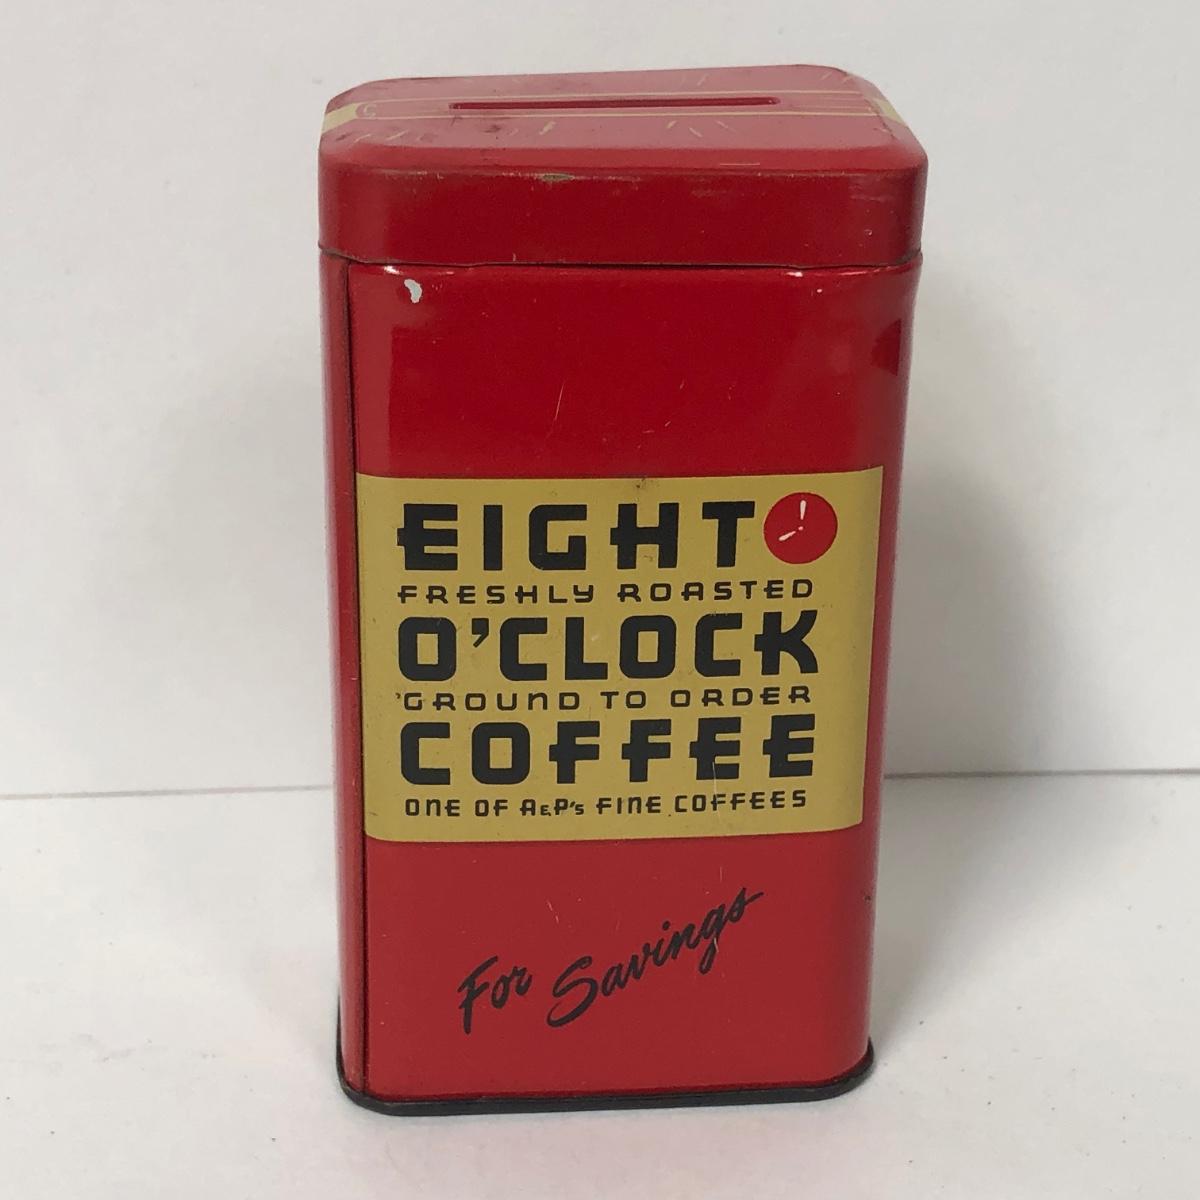 EIGHT
FRESHLY ROASTED
O'CLOCK
'GROUND TO ORDER
COFFEE
ONE OF A&P's FINE COFFEES
For Savings